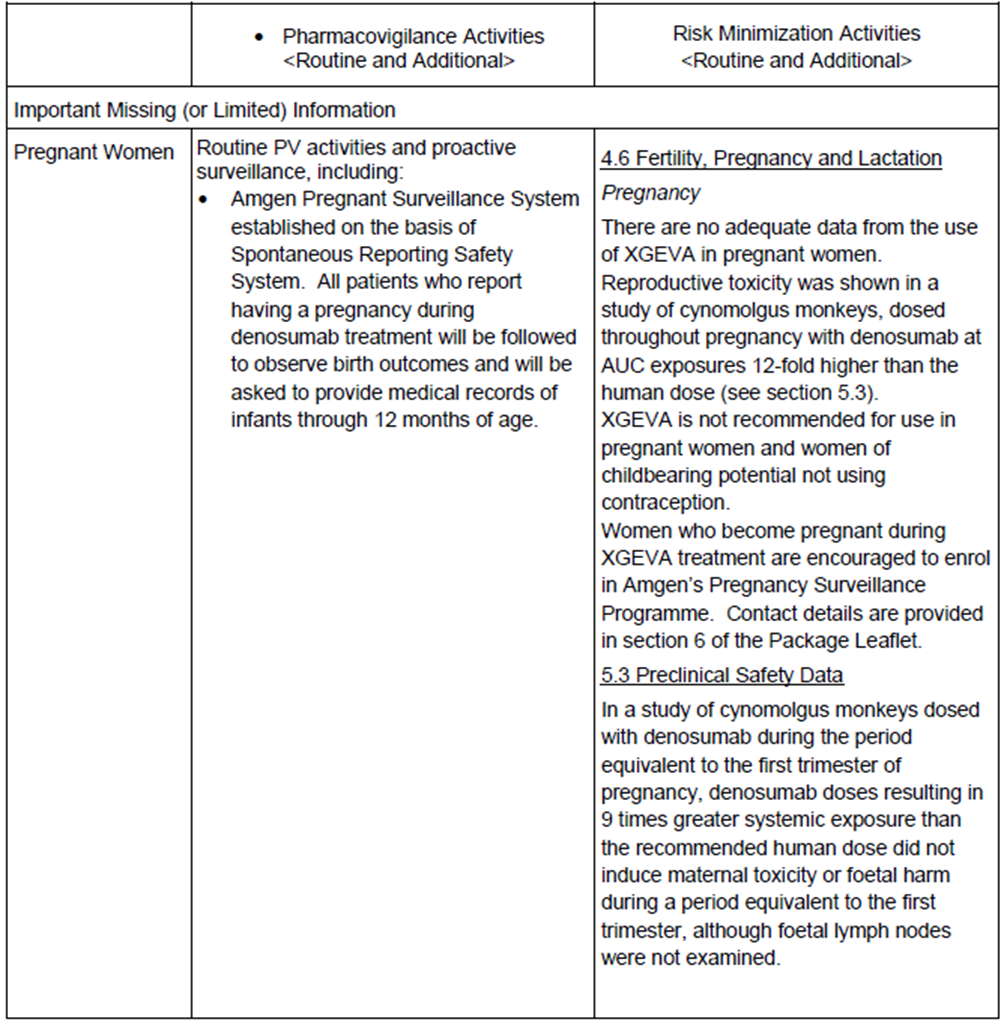 • Pharmacovigilance Activities
<Routine and Additional>
Risk Minimization Activities
<Routine and Additional>
Important Missing (or Limited) Information
Pregnant Women
Routine PV activities and proactive
surveillance, including:
• Amgen Pregnant Surveillance System
established on the basis of
Spontaneous Reporting Safety
System. All patients who report
having a pregnancy during
denosumab treatment will be followed
to observe birth outcomes and will be
asked to provide medical records of
infants through 12 months of age.
4.6 Fertility, Pregnancy and Lactation
Pregnancy
There are no adequate data from the use
of XGEVA in pregnant women.
Reproductive toxicity was shown in a
study of cynomolgus monkeys, dosed
throughout pregnancy with denosumab at
AUC exposures 12-fold higher than the
human dose (see section 5.3).
XGEVA is not recommended for use in
pregnant women and women of
childbearing potential not using
contraception.
Women who become pregnant during
XGEVA treatment are encouraged to enrol
in Amgen’s Pregnancy Surveillance
Programme. Contact details are provided
in section 6 of the Package Leaflet.
5.3 Preclinical Safety Data
In a study of cynomolgus monkeys dosed
with denosumab during the period
equivalent to the first trimester of
pregnancy, denosumab doses resulting in
9 times greater systemic exposure than
the recommended human dose did not
induce maternal toxicity or foetal harm
during a period equivalent to the first
trimester, although foetal lymph nodes
were not examined.